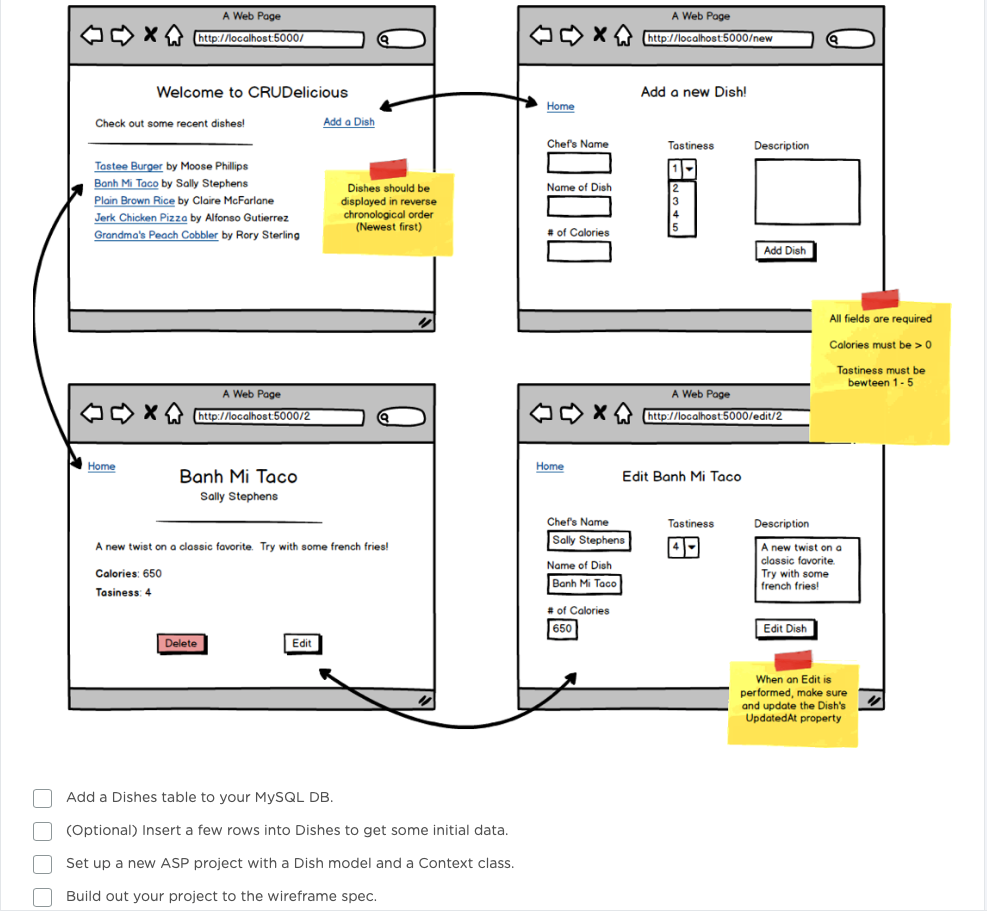 A Web Page
http://localhost:5000/
Welcome to CRUDelicious
Check out some recent dishes!
Add a Dish
Tastee Burger by Moose Phillips
Banh Mi Taco by Sally Stephens
Plain Brown Rice by Claire McFarlane
Jerk Chicken Pizza by Alfonso Gutierrez
Grandma's Peach Cobbler by Rory Sterling
Dishes should be
displayed in reverse
chronological order
(Newest first)
A Web Page
http://localhost:5000/new
Add a new Dish!
Home
Chef's Name
Name of Dish
# of Calories
Tastiness
1
2
3
4
5
Description
Add Dish
All fields are required
Calories must be > 0
Tastiness must be
bewteen 1 - 5
A Web Page
http://localhost:5000/2
Home
Banh Mi Taco
Sally Stephens
A new twist on a classic favorite. Try with some french fries!
Calories: 650
Tasiness: 4
Delete
Edit
A Web Page
http://localhost:5000/edit/2
Home
Edit Banh Mi Taco
Chef's Name
Sally Stephens
Name of Dish
Banh Mi Taco
# of Calories
650
Tastiness
4
Description
A new twist on a
classic favorite.
Try with some
french fries!
Edit Dish
When an Edit is
performed, make sure
and update the Dish's
UpdatedAt property
Add a Dishes table to your MySQL DB.
(Optional) Insert a few rows into Dishes to get some initial data.
Set up a new ASP project with a Dish model and a Context class.
Build out your project to the wireframe spec.